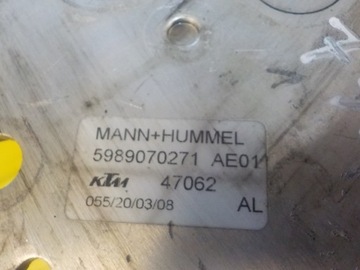 MANN+HUMMEL
5989070271 AE01
KTM 47062
055/20/03/08 AL